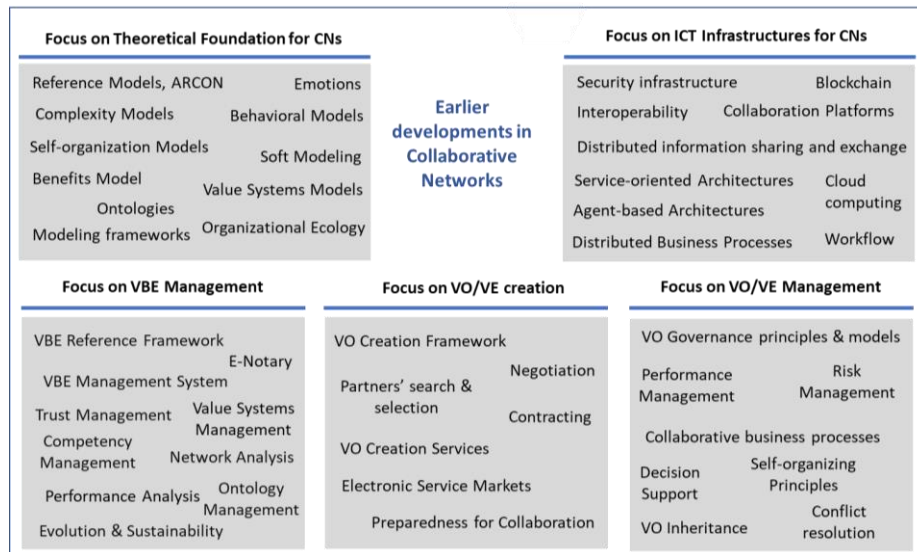 Focus on Theoretical Foundation for CNs
Reference Models, ARCON
Emotions
Complexity Models
Behavioral Models
Self-organization Models
Soft Modeling
Benefits Model
Value Systems Models
Ontologies
Organizational Ecology
Modeling frameworks
Earlier
developments in
Collaborative
Networks
Focus on ICT Infrastructures for CNs
Security infrastructure
Blockchain
Interoperability
Collaboration Platforms
Distributed information sharing and exchange
Service-oriented Architectures
Cloud
computing
Agent-based Architectures
Distributed Business Processes
Workflow
Focus on VBE Management
VBE Reference Framework
E-Notary
VBE Management System
Trust Management
Value Systems
Management
Competency
Management
Network Analysis
Performance Analysis
Ontology
Management
Evolution & Sustainability
Focus on VO/VE creation
VO Creation Framework
Negotiation
Partners' search &
selection
Contracting
VO Creation Services
Electronic Service Markets
Preparedness for Collaboration
Focus on VO/VE Management
VO Governance principles & models
Performance
Management
Risk
Management
Collaborative business processes
Decision
Support
Self-organizing
Principles
VO Inheritance
Conflict
resolution